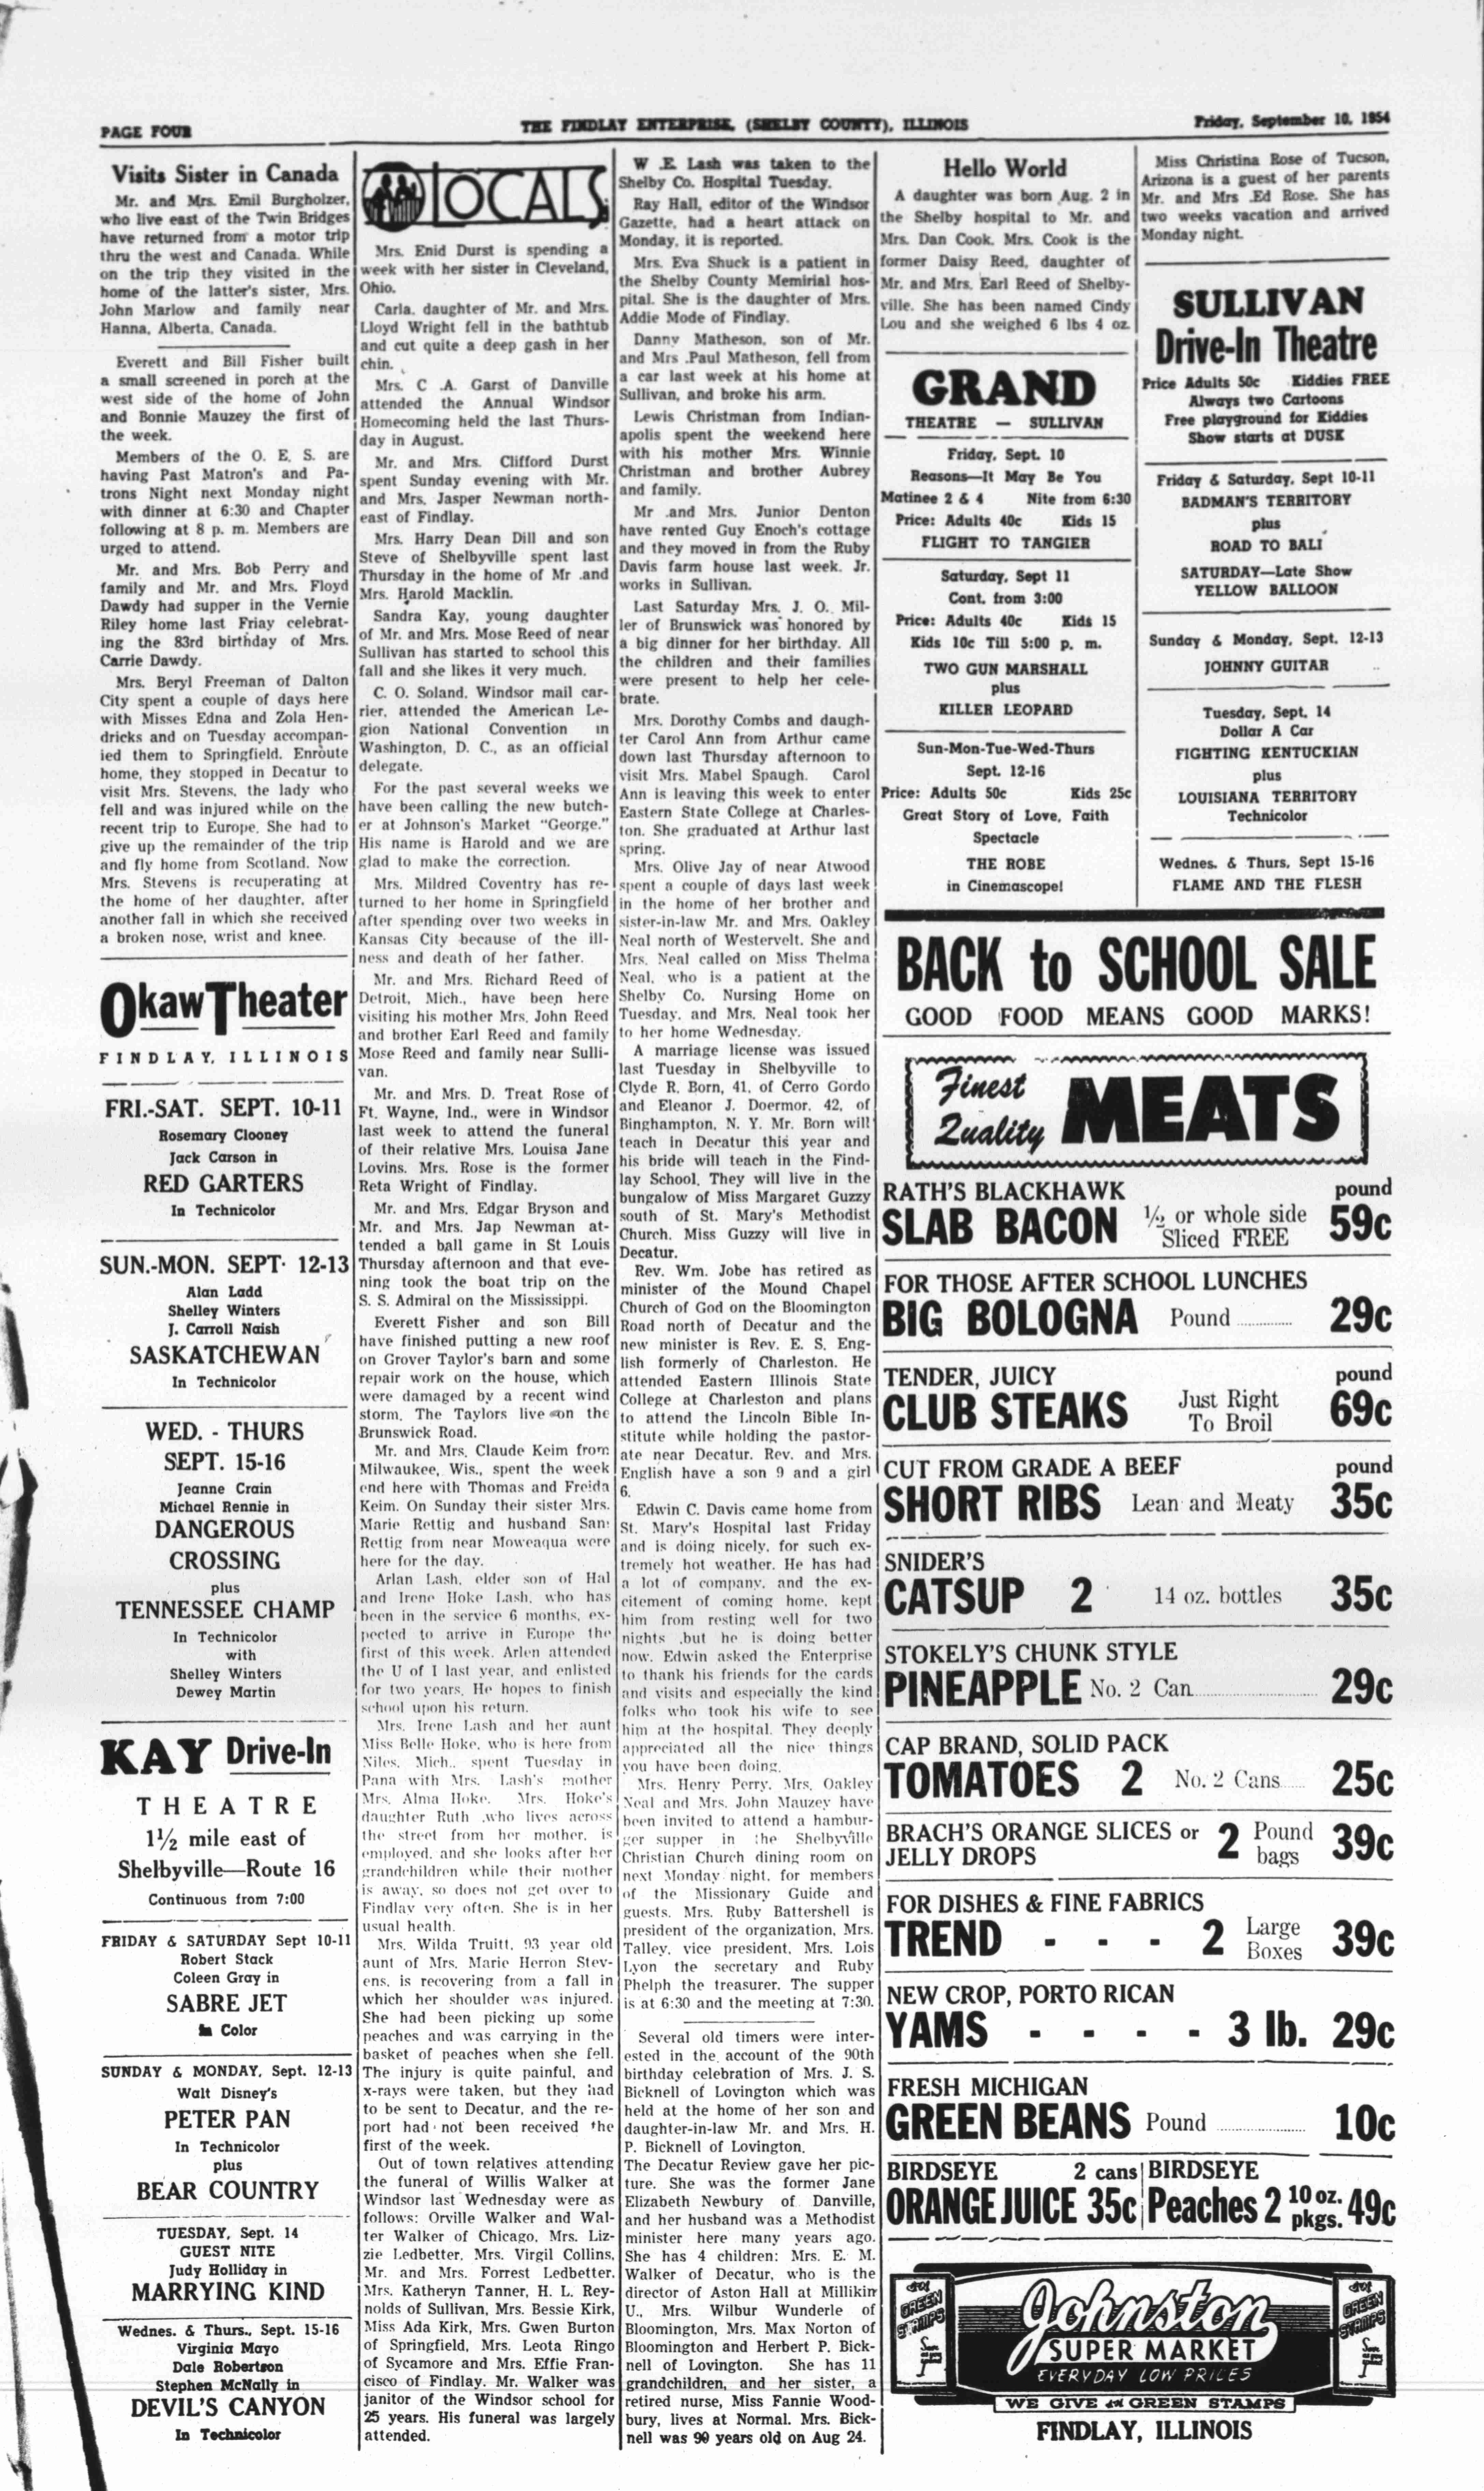 PAGE FOUR
THE FINDLAY ENTERPRISE, (SHELBY COUNTY), ILLINOIS
Friday, September 10, 1954
Visits Sister in Canada
Mr. and Mrs. Emil Burgholzer,
who live east of the Twin Bridges
have returned from a motor trip
thru the west and Canada. While
on the trip they visited in the
home of the latter's sister, Mrs.
John Marlow and family near
Hanna, Alberta, Canada.
Everett and Bill Fisher built
a small screened in porch at the
west side of the home of John
and Bonnie Mauzey the first of
the week.
Members of the O. E. S. are
having Past Matron's and Pa-
trons Night next Monday night
with dinner at 6:30 and Chapter
following at 8 p. m. Members are
urged to attend.
Mr. and Mrs. Bob Perry and
family and Mr. and Mrs. Floyd
Dawdy had supper in the Vernie
Riley home last Friay celebrat-
ing the 83rd birthday of Mrs.
Carrie Dawdy.
Mrs. Beryl Freeman of Dalton
City spent a couple of days here
with Misses Edna and Zola Hen-
dricks and on Tuesday accompan-
ied them to Springfield. Enroute
home, they stopped in Decatur to
visit Mrs. Stevens, the lady who
fell and was injured while on the
recent trip to Europe. She had to
give up the remainder of the trip
and fly home from Scotland. Now
Mrs. Stevens is recuperating at
the home of her daughter, after
another fall in which she received
a broken nose, wrist and knee.
Okaw Theater
FINDLAY, ILLINOIS
FRI.-SAT. SEPT. 10-11
Rosemary Clooney
Jack Carson in
RED GARTERS
In Technicolor
SUN.-MON. SEPT. 12-13
Alan Ladd
Shelley Winters
J. Carroll Naish
SASKATCHEWAN
In Technicolor
WED. - THURS
SEPT. 15-16
Jeanne Crain
Michael Rennie in
DANGEROUS
CROSSING
plus
TENNESSEE CHAMP
In Technicolor
with
Shelley Winters
Dewey Martin
KAY Drive-In
THEATRE
1½ mile east of
Shelbyville—Route 16
Continuous from 7:00
FRIDAY & SATURDAY Sept 10-11
Robert Stack
Coleen Gray in
SABRE JET
In Color
SUNDAY & MONDAY, Sept. 12-13
Walt Disney's
PETER PAN
In Technicolor
plus
BEAR COUNTRY
TUESDAY, Sept. 14
GUEST NITE
Judy Holliday in
MARRYING KIND
Wednes. & Thurs., Sept. 15-16
Virginia Mayo
Dale Robertson
Stephen McNally in
DEVIL'S CANYON
In Technicolor
LOCALS
Mrs. Enid Durst is spending a
week with her sister in Cleveland,
Ohio.
Carla, daughter of Mr. and Mrs.
Lloyd Wright fell in the bathtub
and cut quite a deep gash in her
chin.
Mrs. C .A. Garst of Danville
attended the Annual Windsor
Homecoming held the last Thurs-
day in August.
Mr. and Mrs. Clifford Durst
spent Sunday evening with Mr.
and Mrs. Jasper Newman north-
east of Findlay.
Mrs. Harry Dean Dill and son
Steve of Shelbyville spent last
Thursday in the home of Mr .and
Mrs. Harold Macklin.
Sandra Kay, young daughter
of Mr. and Mrs. Mose Reed of near
Sullivan has started to school this
fall and she likes it very much.
C. O. Soland, Windsor mail car-
rier, attended the American Le-
gion National Convention in
Washington, D. C., as an official
delegate.
For the past several weeks we
have been calling the new butch-
er at Johnson's Market "George."
His name is Harold and we are
glad to make the correction.
Mrs. Mildred Coventry has re-
turned to her home in Springfield
after spending over two weeks in
Kansas City because of the ill-
ness and death of her father.
Mr. and Mrs. Richard Reed of
Detroit, Mich., have been here
visiting his mother Mrs. John Reed
and brother Earl Reed and family
Mose Reed and family near Sulli-
van.
Mr. and Mrs. D. Treat Rose of
Ft. Wayne, Ind., were in Windsor
last week to attend the funeral
of their relative Mrs. Louisa Jane
Lovins. Mrs. Rose is the former
Reta Wright of Findlay.
Mr. and Mrs. Edgar Bryson and
Mr. and Mrs. Jap Newman at-
tended a ball game in St Louis
Thursday afternoon and that eve-
ning took the boat trip on the
S. S. Admiral on the Mississippi.
Everett Fisher and son Bill
have finished putting a new roof
on Grover Taylor's barn and some
repair work on the house, which
were damaged by a recent wind
storm. The Taylors live on the
Brunswick Road.
Mr. and Mrs. Claude Keim from
Milwaukee, Wis., spent the week
end here with Thomas and Freida
Keim. On Sunday their sister Mrs.
Marie Rettig and husband Sam
Rettig from near Moweaqua were
here for the day.
Arlan Lash, elder son of Hal
and Irene Hoke Lash, who has
been in the service 6 months, ex-
pected to arrive in Europe the
first of this week. Arlen attended
the U of I last year, and enlisted
for two years. He hopes to finish
school upon his return.
Mrs. Irene Lash and her aunt
Miss Belle Hoke, who is here from
Niles, Mich., spent Tuesday in
Pana with Mrs. Lash's mother
Mrs. Alma Hoke. Mrs. Hoke's
daughter Ruth ,who lives across
the street from her mother, is
employed, and she looks after her
grandchildren while their mother
is away, so does not get over to
Findlay very often. She is in her
usual health.
Mrs. Wilda Truitt, 93 year old
aunt of Mrs. Marie Herron Stev-
ens, is recovering from a fall in
which her shoulder was injured.
She had been picking up some
peaches and was carrying in the
basket of peaches when she fell.
The injury is quite painful, and
x-rays were taken, but they had
to be sent to Decatur, and the re-
port had not been received the
first of the week.
Out of town relatives attending
the funeral of Willis Walker at
Windsor last Wednesday were as
follows: Orville Walker and Wal-
ter Walker of Chicago, Mrs. Liz-
zie Ledbetter, Mrs. Virgil Collins,
Mr. and Mrs. Forrest Ledbetter,
Mrs. Katheryn Tanner, H. L. Rey-
nolds of Sullivan, Mrs. Bessie Kirk,
Miss Ada Kirk, Mrs. Gwen Burton
of Springfield, Mrs. Leota Ringo
of Sycamore and Mrs. Effie Fran-
cisco of Findlay. Mr. Walker was
janitor of the Windsor school for
25 years. His funeral was largely
attended.
W .E. Lash was taken to the
Shelby Co. Hospital Tuesday.
Ray Hall, editor of the Windsor
Gazette, had a heart attack on
Monday, it is reported.
Mrs. Eva Shuck is a patient in
the Shelby County Memirial hos-
pital. She is the daughter of Mrs.
Addie Mode of Findlay.
Danny Matheson, son of Mr.
and Mrs .Paul Matheson, fell from
a car last week at his home at
Sullivan, and broke his arm.
Lewis Christman from Indian-
apolis spent the weekend here
with his mother Mrs. Winnie
Christman and brother Aubrey
and family.
Mr .and Mrs. Junior Denton
have rented Guy Enoch's cottage
and they moved in from the Ruby
Davis farm house last week. Jr.
works in Sullivan.
Last Saturday Mrs. J. O. Mil-
ler of Brunswick was honored by
a big dinner for her birthday. All
the children and their families
were present to help her cele-
brate.
Mrs. Dorothy Combs and daugh-
ter Carol Ann from Arthur came
down last Thursday afternoon to
visit Mrs. Mabel Spaugh. Carol
Ann is leaving this week to enter
Eastern State College at Charles-
ton. She graduated at Arthur last
spring.
Mrs. Olive Jay of near Atwood
spent a couple of days last week
in the home of her brother and
sister-in-law Mr. and Mrs. Oakley
Neal north of Westervelt. She and
Mrs. Neal called on Miss Thelma
Neal, who is a patient at the
Shelby Co. Nursing Home on
Tuesday, and Mrs. Neal took her
to her home Wednesday.
A marriage license was issued
last Tuesday in Shelbyville to
Clyde R. Born, 41, of Cerro Gordo
and Eleanor J. Doermor, 42, of
Binghampton, N. Y. Mr. Born will
teach in Decatur this year and
his bride will teach in the Find-
lay School. They will live in the
bungalow of Miss Margaret Guzzy
south of St. Mary's Methodist
Church. Miss Guzzy will live in
Decatur.
Rev. Wm. Jobe has retired as
minister of the Mound Chapel
Church of God on the Bloomington
Road north of Decatur and the
new minister is Rev. E. S. Eng-
lish formerly of Charleston. He
attended Eastern Illinois State
College at Charleston and plans
to attend the Lincoln Bible In-
stitute while holding the pastor-
ate near Decatur. Rev. and Mrs.
English have a son 9 and a girl
6.
Edwin C. Davis came home from
St. Mary's Hospital last Friday
and is doing nicely, for such ex-
tremely hot weather. He has had
a lot of company, and the ex-
citement of coming home, kept
him from resting well for two
nights ,but he is doing better
now. Edwin asked the Enterprise
to thank his friends for the cards
and visits and especially the kind
folks who took his wife to see
him at the hospital. They deeply
appreciated all the nice things
you have been doing.
Mrs. Henry Perry, Mrs. Oakley
Neal and Mrs. John Mauzey have
been invited to attend a hambur-
ger supper in the Shelbyville
Christian Church dining room on
next Monday night, for members
of the Missionary Guide and
guests. Mrs. Ruby Battershell is
president of the organization, Mrs.
Talley, vice president, Mrs. Lois
Lyon the secretary and Ruby
Phelph the treasurer. The supper
is at 6:30 and the meeting at 7:30.
Several old timers were inter-
ested in the account of the 90th
birthday celebration of Mrs. J. S.
Bicknell of Lovington which was
held at the home of her son and
daughter-in-law Mr. and Mrs. H.
P. Bicknell of Lovington.
The Decatur Review gave her pic-
ture. She was the former Jane
Elizabeth Newbury of Danville,
and her husband was a Methodist
minister here many years ago.
She has 4 children: Mrs. E. M.
Walker of Decatur, who is the
director of Aston Hall at Millikin
U., Mrs. Wilbur Wunderle of
Bloomington, Mrs. Max Norton of
Bloomington and Herbert P. Bick-
nell of Lovington. She has 11
grandchildren, and her sister, a
retired nurse, Miss Fannie Wood-
bury, lives at Normal. Mrs. Bick-
nell was 90 years old on Aug 24.
Hello World
A daughter was born Aug. 2 in
the Shelby hospital to Mr. and
Mrs. Dan Cook. Mrs. Cook is the
former Daisy Reed, daughter of
Mr. and Mrs. Earl Reed of Shelby-
ville. She has been named Cindy
Lou and she weighed 6 lbs 4 oz.
GRAND
THEATRE — SULLIVAN
Friday, Sept. 10
Reasons—It May Be You
Matinee 2 & 4 Nite from 6:30
Price: Adults 40c Kids 15
FLIGHT TO TANGIER
Saturday, Sept 11
Cont. from 3:00
Price: Adults 40c Kids 15
Kids 10c Till 5:00 p. m.
TWO GUN MARSHALL
plus
KILLER LEOPARD
Sun-Mon-Tue-Wed-Thurs
Sept. 12-16
Price: Adults 50c Kids 25c
Great Story of Love, Faith
Spectacle
THE ROBE
in Cinemascope!
Miss Christina Rose of Tucson,
Arizona is a guest of her parents
Mr. and Mrs .Ed Rose. She has
two weeks vacation and arrived
Monday night.
SULLIVAN
Drive-In Theatre
Price Adults 50c Kiddies FREE
Always two Cartoons
Free playground for Kiddies
Show starts at DUSK
Friday & Saturday, Sept 10-11
BADMAN'S TERRITORY
plus
ROAD TO BALI
SATURDAY—Late Show
YELLOW BALLOON
Sunday & Monday, Sept. 12-13
JOHNNY GUITAR
Tuesday, Sept. 14
Dollar A Car
FIGHTING KENTUCKIAN
plus
LOUISIANA TERRITORY
Technicolor
Wednes. & Thurs, Sept 15-16
FLAME AND THE FLESH
BACK to SCHOOL SALE
GOOD FOOD MEANS GOOD MARKS!
Finest Quality MEATS
RATH'S BLACKHAWK pound
SLAB BACON ½ or whole side Sliced FREE 59c
FOR THOSE AFTER SCHOOL LUNCHES
BIG BOLOGNA Pound 29c
TENDER, JUICY pound
CLUB STEAKS Just Right To Broil 69c
CUT FROM GRADE A BEEF pound
SHORT RIBS Lean and Meaty 35c
SNIDER'S
CATSUP 2 14 oz. bottles 35c
STOKELY'S CHUNK STYLE
PINEAPPLE No. 2 Can 29c
CAP BRAND, SOLID PACK
TOMATOES 2 No. 2 Cans 25c
BRACH'S ORANGE SLICES or
JELLY DROPS 2 Pound bags 39c
FOR DISHES & FINE FABRICS
TREND - - - 2 Large Boxes 39c
NEW CROP, PORTO RICAN
YAMS - - - - 3 lb. 29c
FRESH MICHIGAN
GREEN BEANS Pound 10c
BIRDSEYE 2 cans
ORANGE JUICE 35c
BIRDSEYE
Peaches 2 10 oz. pkgs. 49c
GREEN STAMPS
Johnston
SUPER MARKET
EVERYDAY LOW PRICES
GREEN STAMPS
WE GIVE S&H GREEN STAMPS
FINDLAY, ILLINOIS